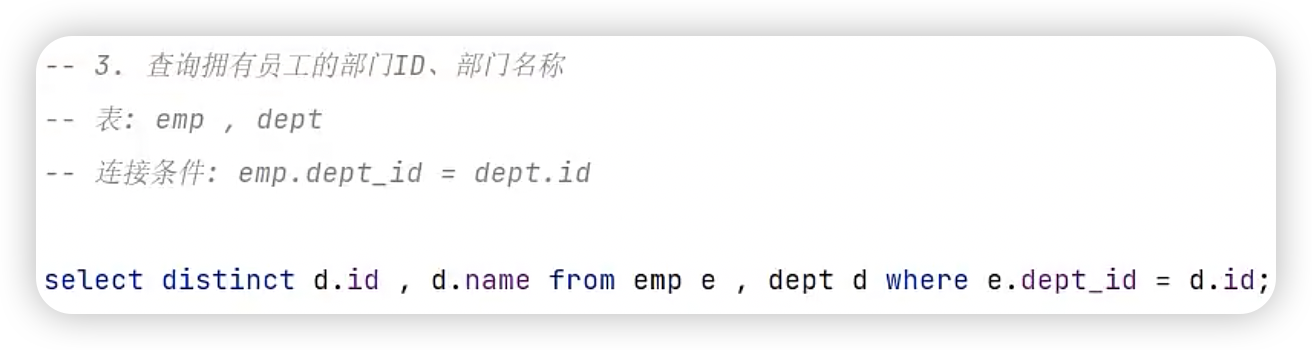 -- 3. 查询拥有员工的部门ID、部门名称
-- 表: emp , dept
-- 连接条件: emp.dept_id = dept.id
select distinct d.id , d.name from emp e , dept d where e.dept_id = d.id;